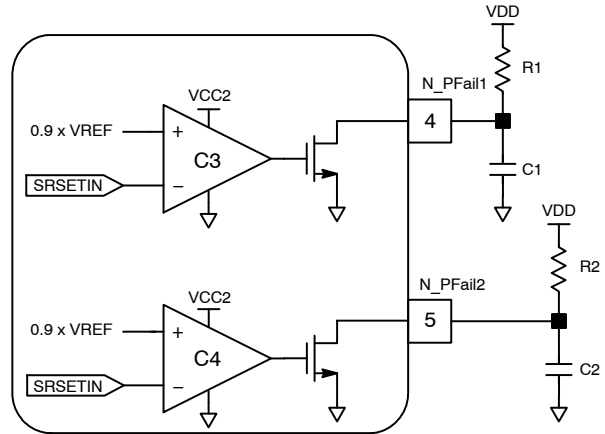 VDD
R1
N_PFail1
4
C1
VCC2
0.9 x VREF
+
C3
SRSETIN
−
VDD
R2
N_PFail2
5
C2
VCC2
0.9 x VREF
+
C4
SRSETIN
−